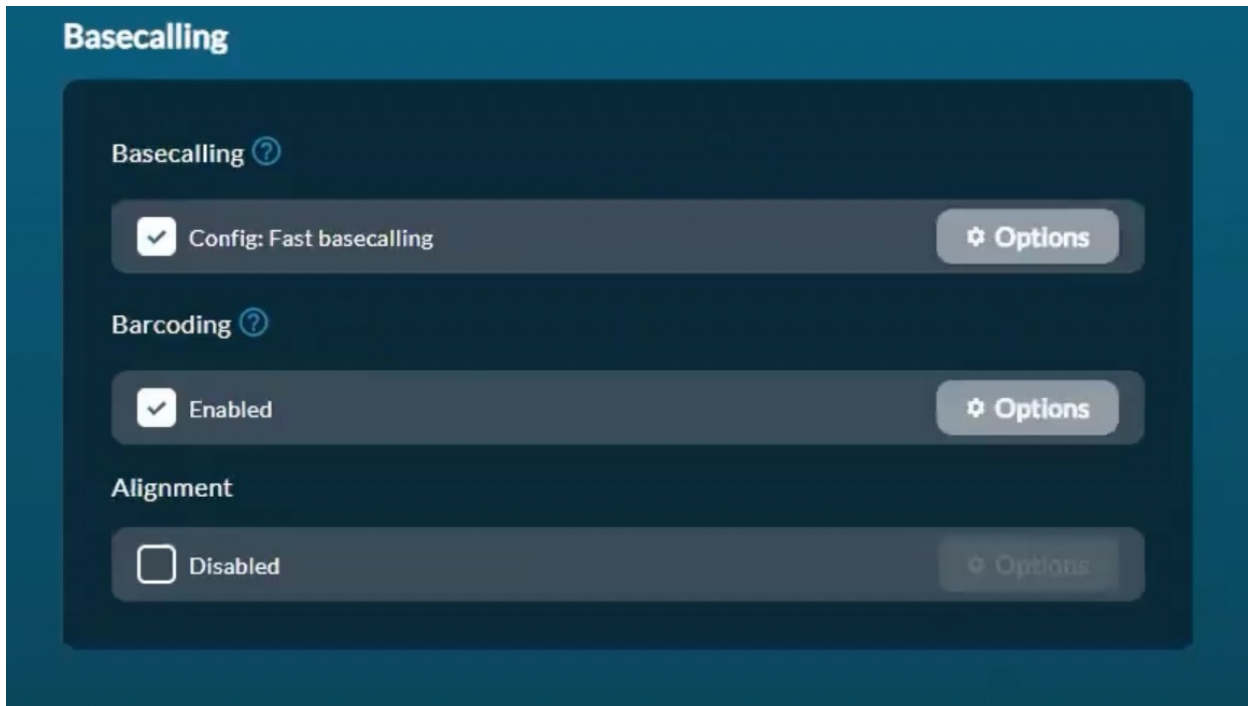 Basecalling
Basecalling ?
Config: Fast basecalling Options
Barcoding ?
Enabled Options
Alignment
Disabled Options